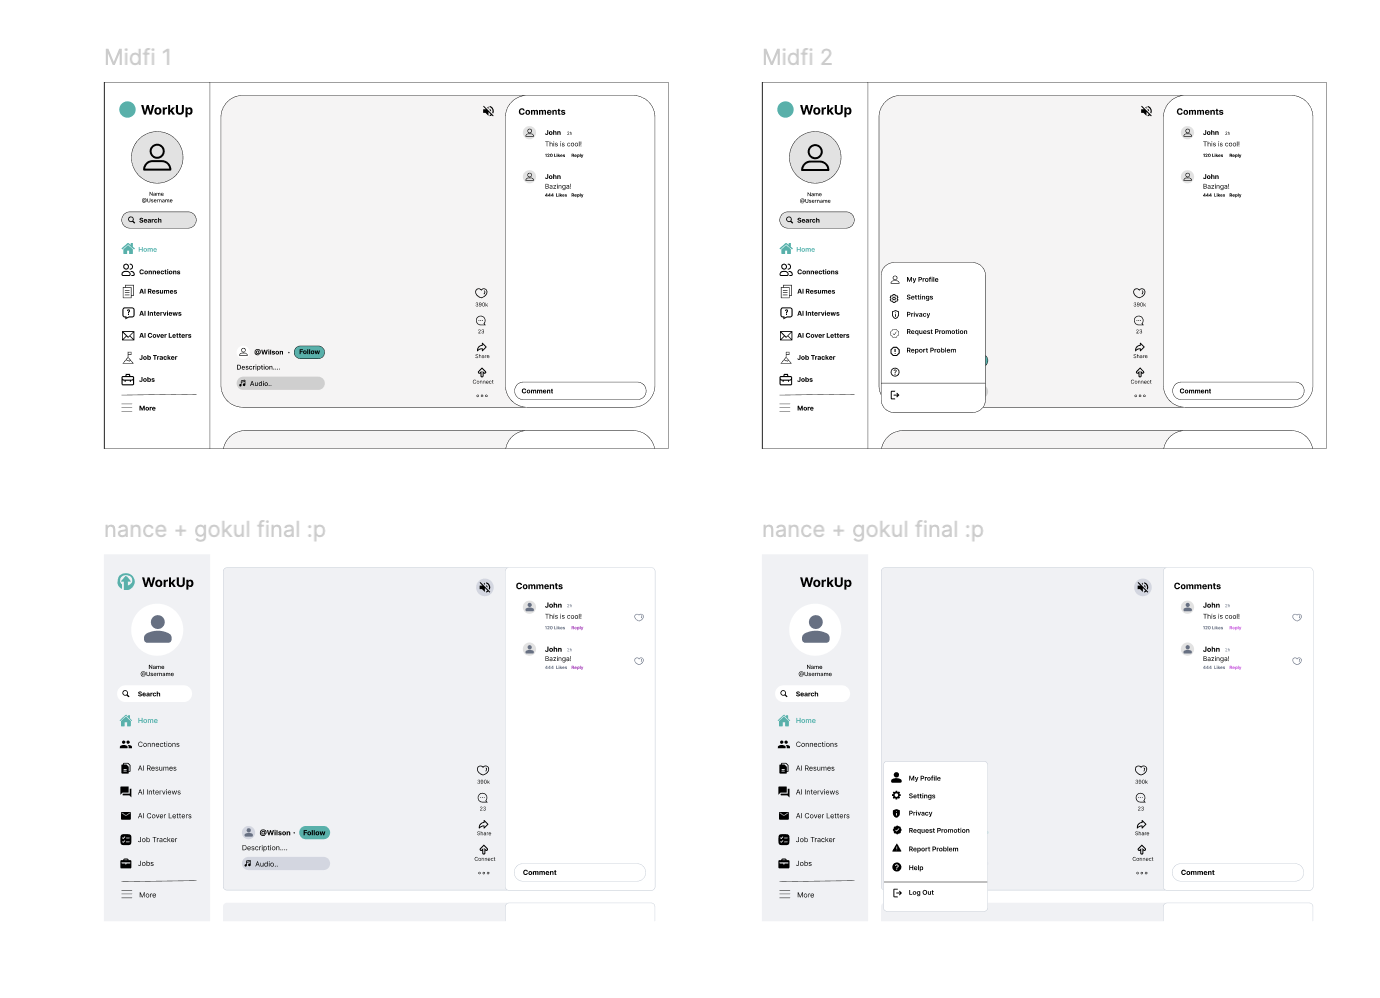 Midfi 1
WorkUp
Name
@Username
Search
Home
Connections
AI Resumes
AI Interviews
AI Cover Letters
Job Tracker
Jobs
More
@Wilson · Follow
Description....
Audio..
390k
23
Share
Connect
Comments
John 2h
This is cool!
120 Likes Reply
John
Bazinga!
444 Likes Reply
Comment
Midfi 2
WorkUp
Name
@Username
Search
Home
Connections
AI Resumes
AI Interviews
AI Cover Letters
Job Tracker
Jobs
More
My Profile
Settings
Privacy
Request Promotion
Report Problem
390k
23
Share
Connect
Comments
John 2h
This is cool!
120 Likes Reply
John
Bazinga!
444 Likes Reply
Comment
nance + gokul final :p
WorkUp
Name
@Username
Search
Home
Connections
AI Resumes
AI Interviews
AI Cover Letters
Job Tracker
Jobs
More
@Wilson · Follow
Description....
Audio..
390k
23
Share
Connect
Comments
John 2h
This is cool!
120 Likes Reply
John 2h
Bazinga!
444 Likes Reply
Comment
nance + gokul final :p
WorkUp
Name
@Username
Search
Home
Connections
AI Resumes
AI Interviews
AI Cover Letters
Job Tracker
Jobs
More
My Profile
Settings
Privacy
Request Promotion
Report Problem
Help
Log Out
390k
23
Share
Connect
Comments
John 2h
This is cool!
120 Likes Reply
John 2h
Bazinga!
444 Likes Reply
Comment